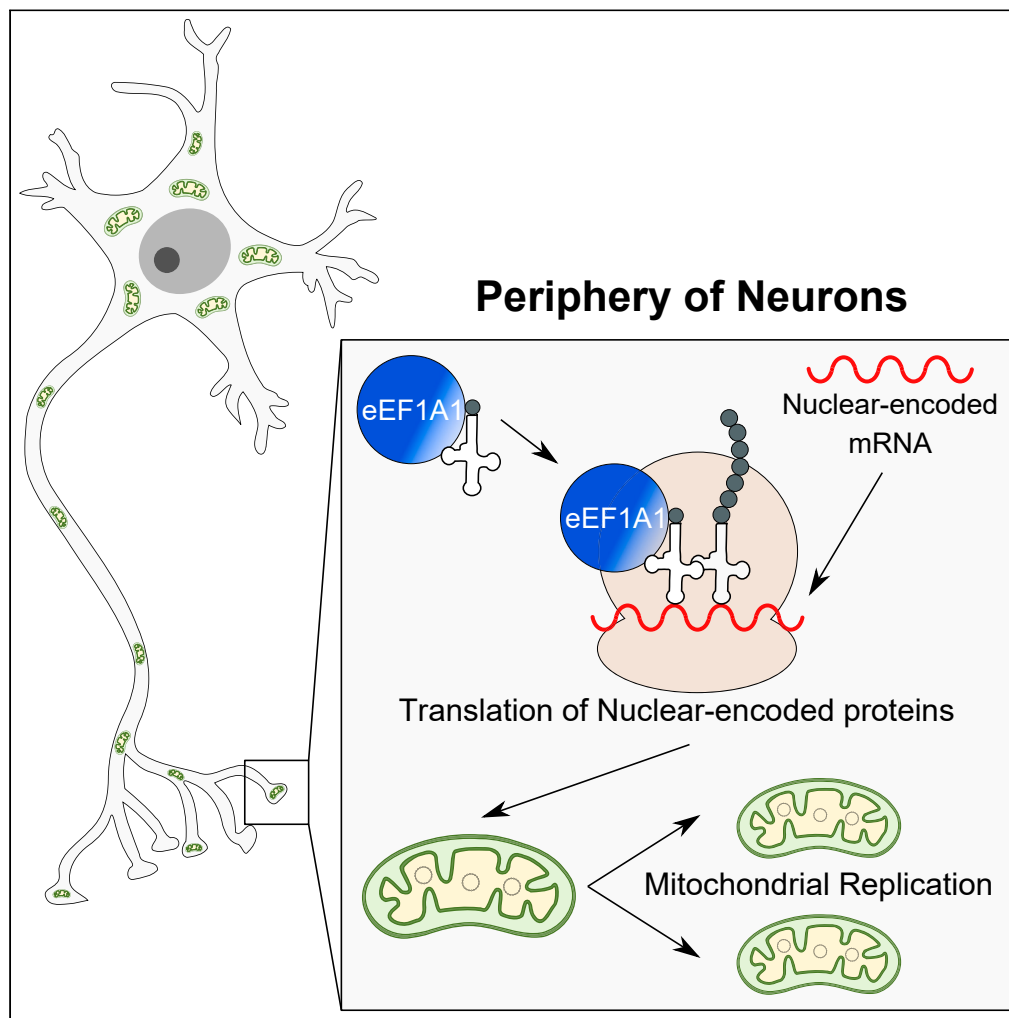 Periphery of Neurons
eEF1A1
Nuclear-encoded
mRNA
eEF1A1
Translation of Nuclear-encoded proteins
Mitochondrial Replication